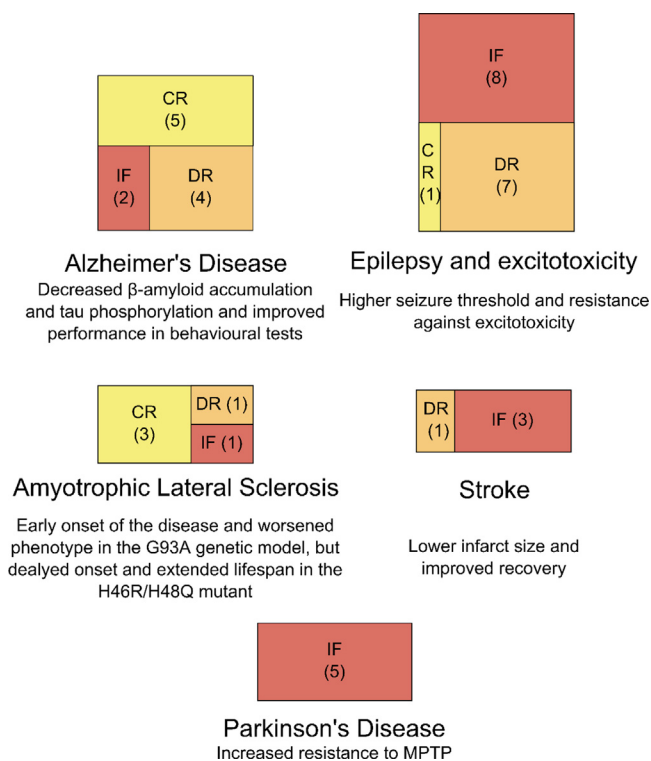 CR
(5)
IF
(2)
DR
(4)
Alzheimer's Disease
Decreased β-amyloid accumulation
and tau phosphorylation and improved
performance in behavioural tests
IF
(8)
C
R
(1)
DR
(7)
Epilepsy and excitotoxicity
Higher seizure threshold and resistance
against excitotoxicity
CR
(3)
DR (1)
IF (1)
Amyotrophic Lateral Sclerosis
Early onset of the disease and worsened
phenotype in the G93A genetic model, but
dealyed onset and extended lifespan in the
H46R/H48Q mutant
DR
(1)
IF (3)
Stroke
Lower infarct size and
improved recovery
IF
(5)
Parkinson's Disease
Increased resistance to MPTP